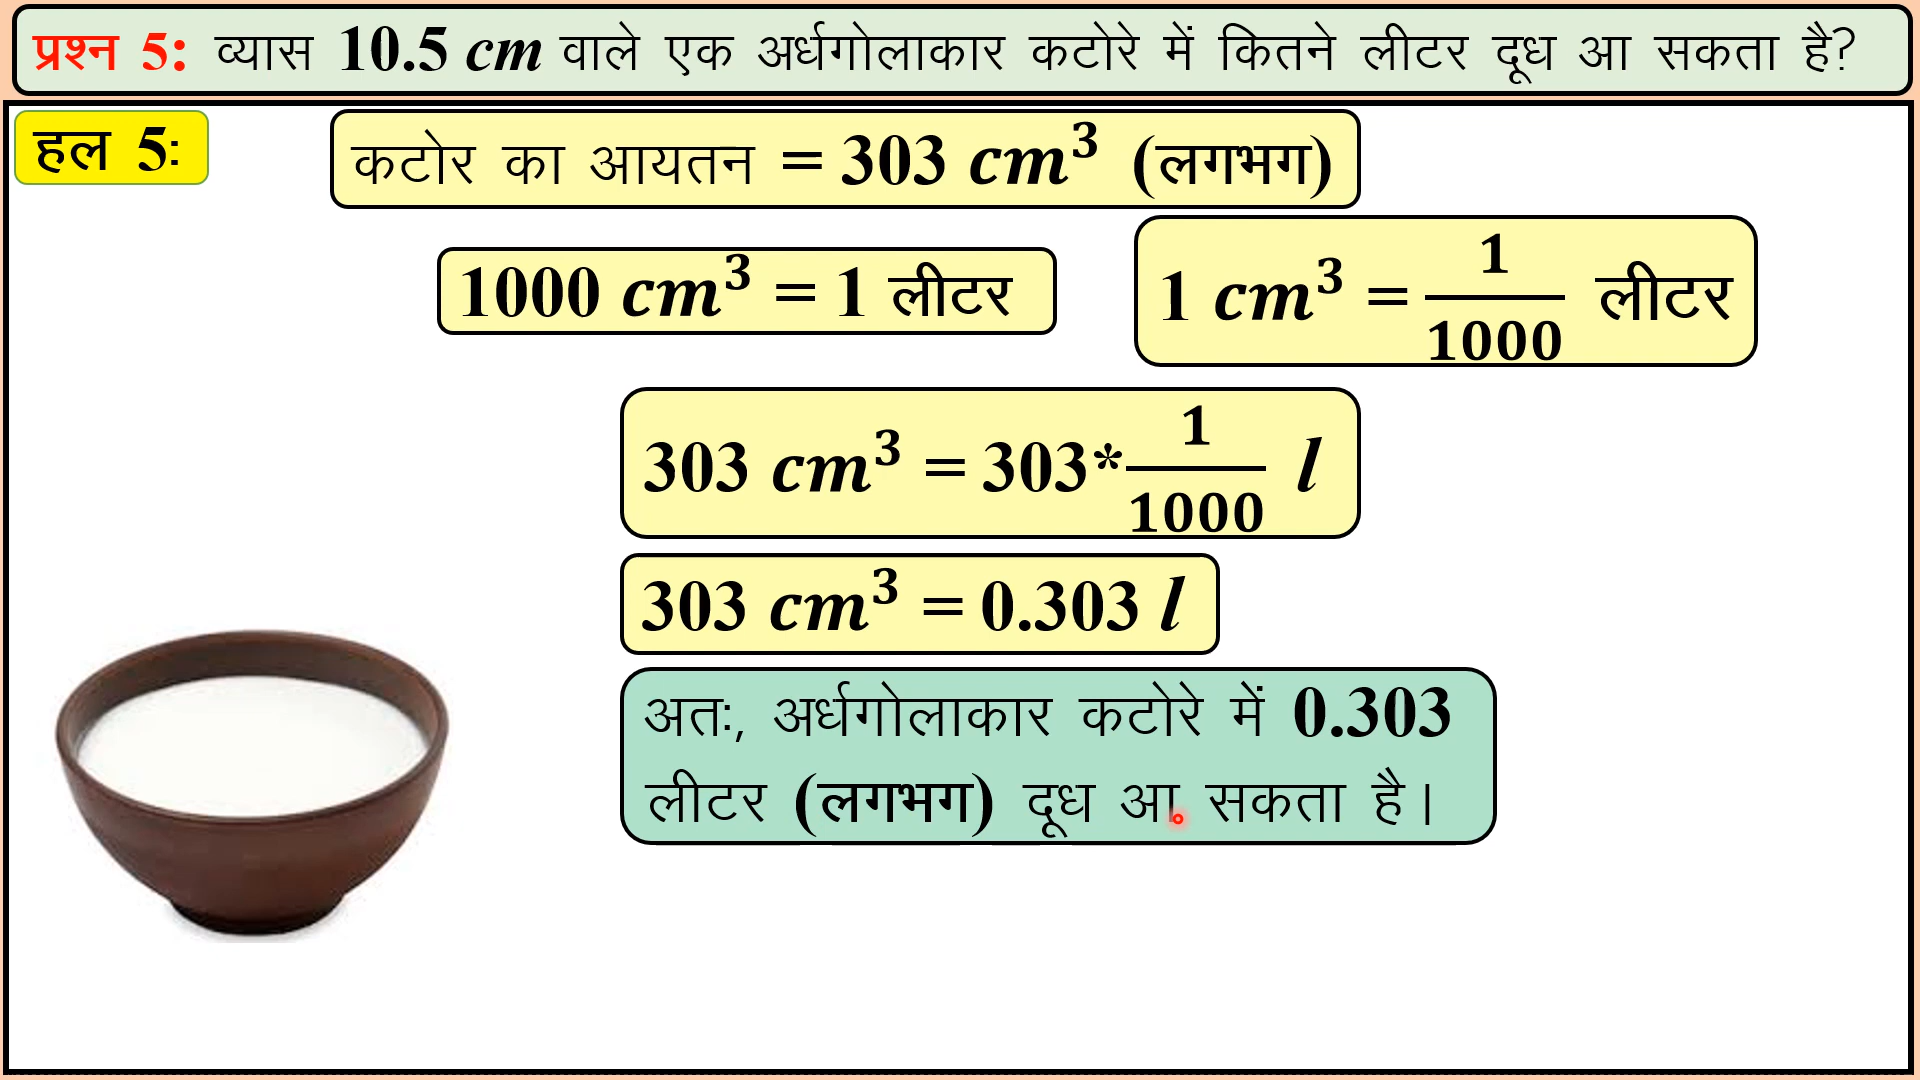 प्रश्न 5: व्यास 10.5 cm वाले एक अर्धगोलाकार कटोरे में कितने लीटर दूध आ सकता है?
हल 5:
कटोर का आयतन = 303 cm³ (लगभग)
1000 cm³ = 1 लीटर
1 cm³ = 1/1000 लीटर
303 cm³ = 303*1/1000 l
303 cm³ = 0.303 l
अतः, अर्धगोलाकार कटोरे में 0.303
लीटर (लगभग) दूध आ सकता है।